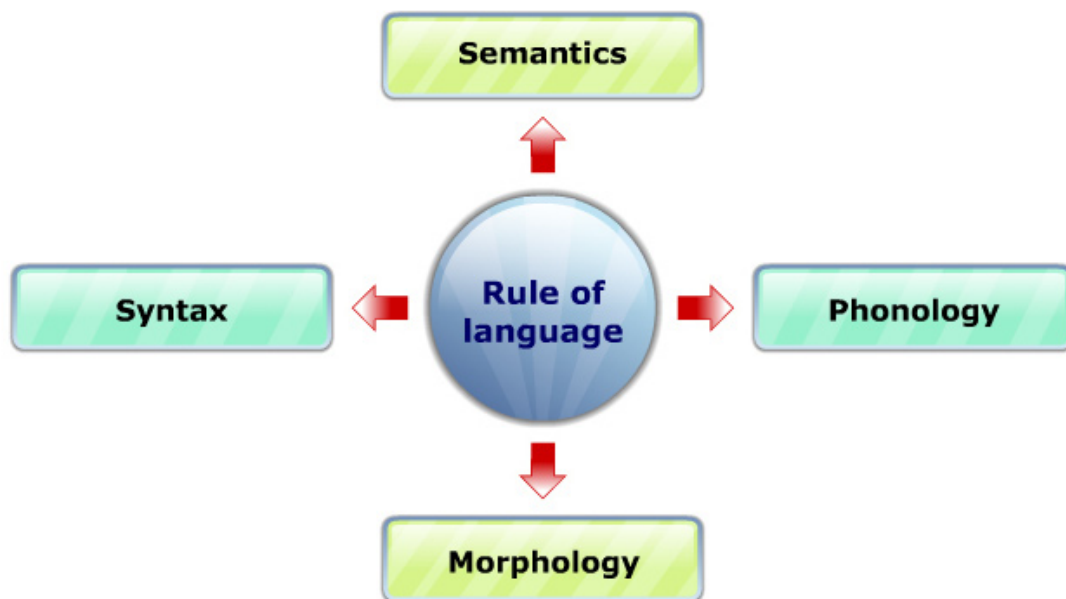 Semantics
Syntax
Rule of
language
Phonology
Morphology